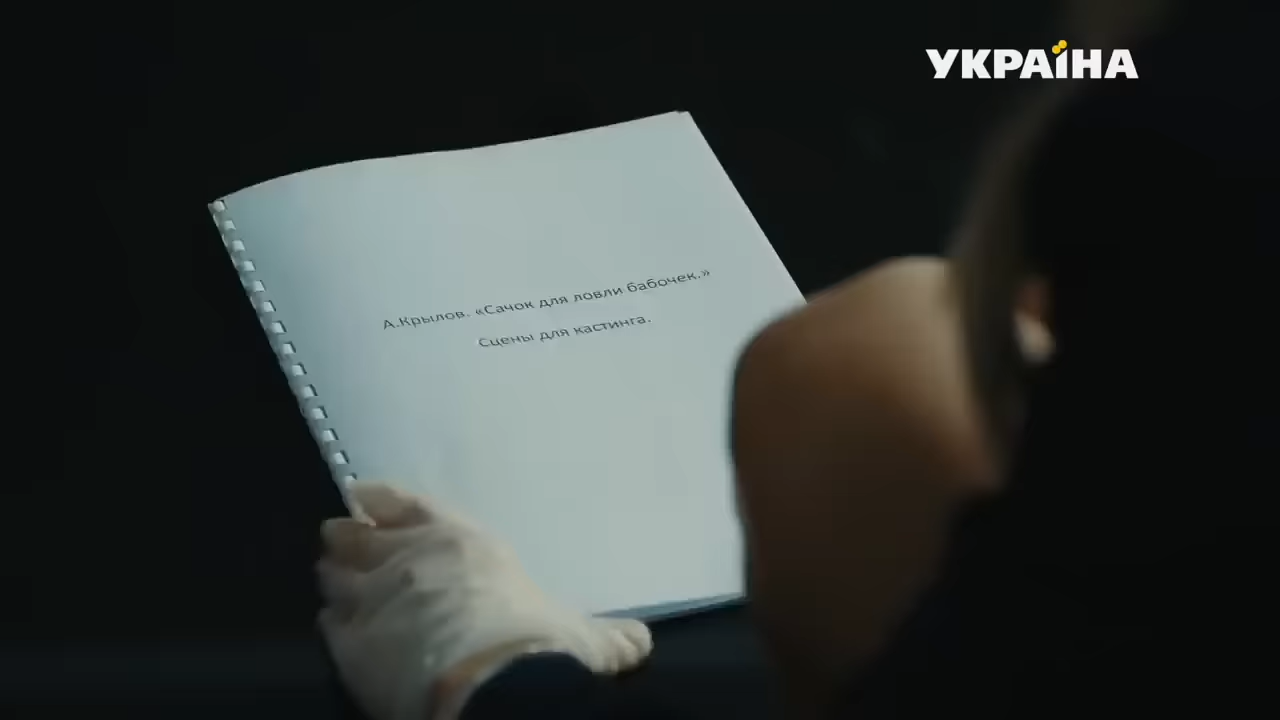 УКРАЇНА
А.Крылов. «Сачок для ловли бабочек.»
Сцены для кастинга.